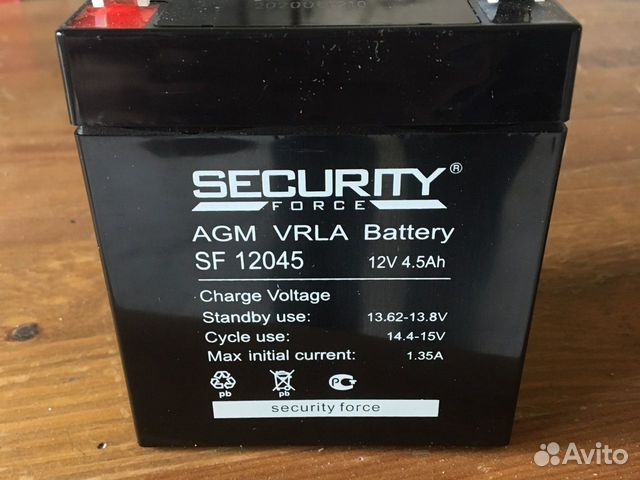 SECURITY®
FORCE
AGM VRLA Battery
SF 12045 12V 4.5Ah
Charge Voltage
Standby use: 13.62-13.8V
Cycle use: 14.4-15V
Max initial current: 1.35A
pb pb
security force
Avito